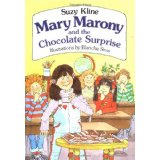 Suzy Kline
Mary Marony
and the
Chocolate Surprise
Illustrations by Blanche Sims